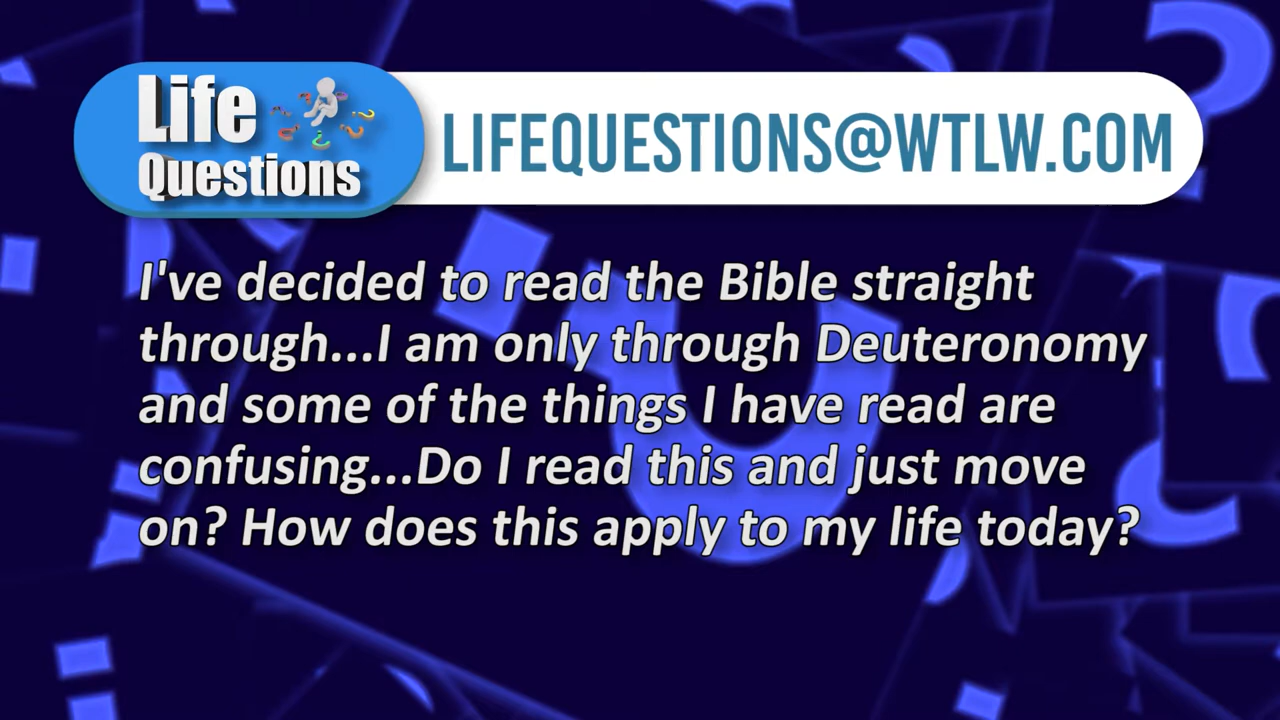 Life
Questions
LIFEQUESTIONS@WTLW.COM
I've decided to read the Bible straight
through...I am only through Deuteronomy
and some of the things I have read are
confusing...Do I read this and just move
on? How does this apply to my life today?